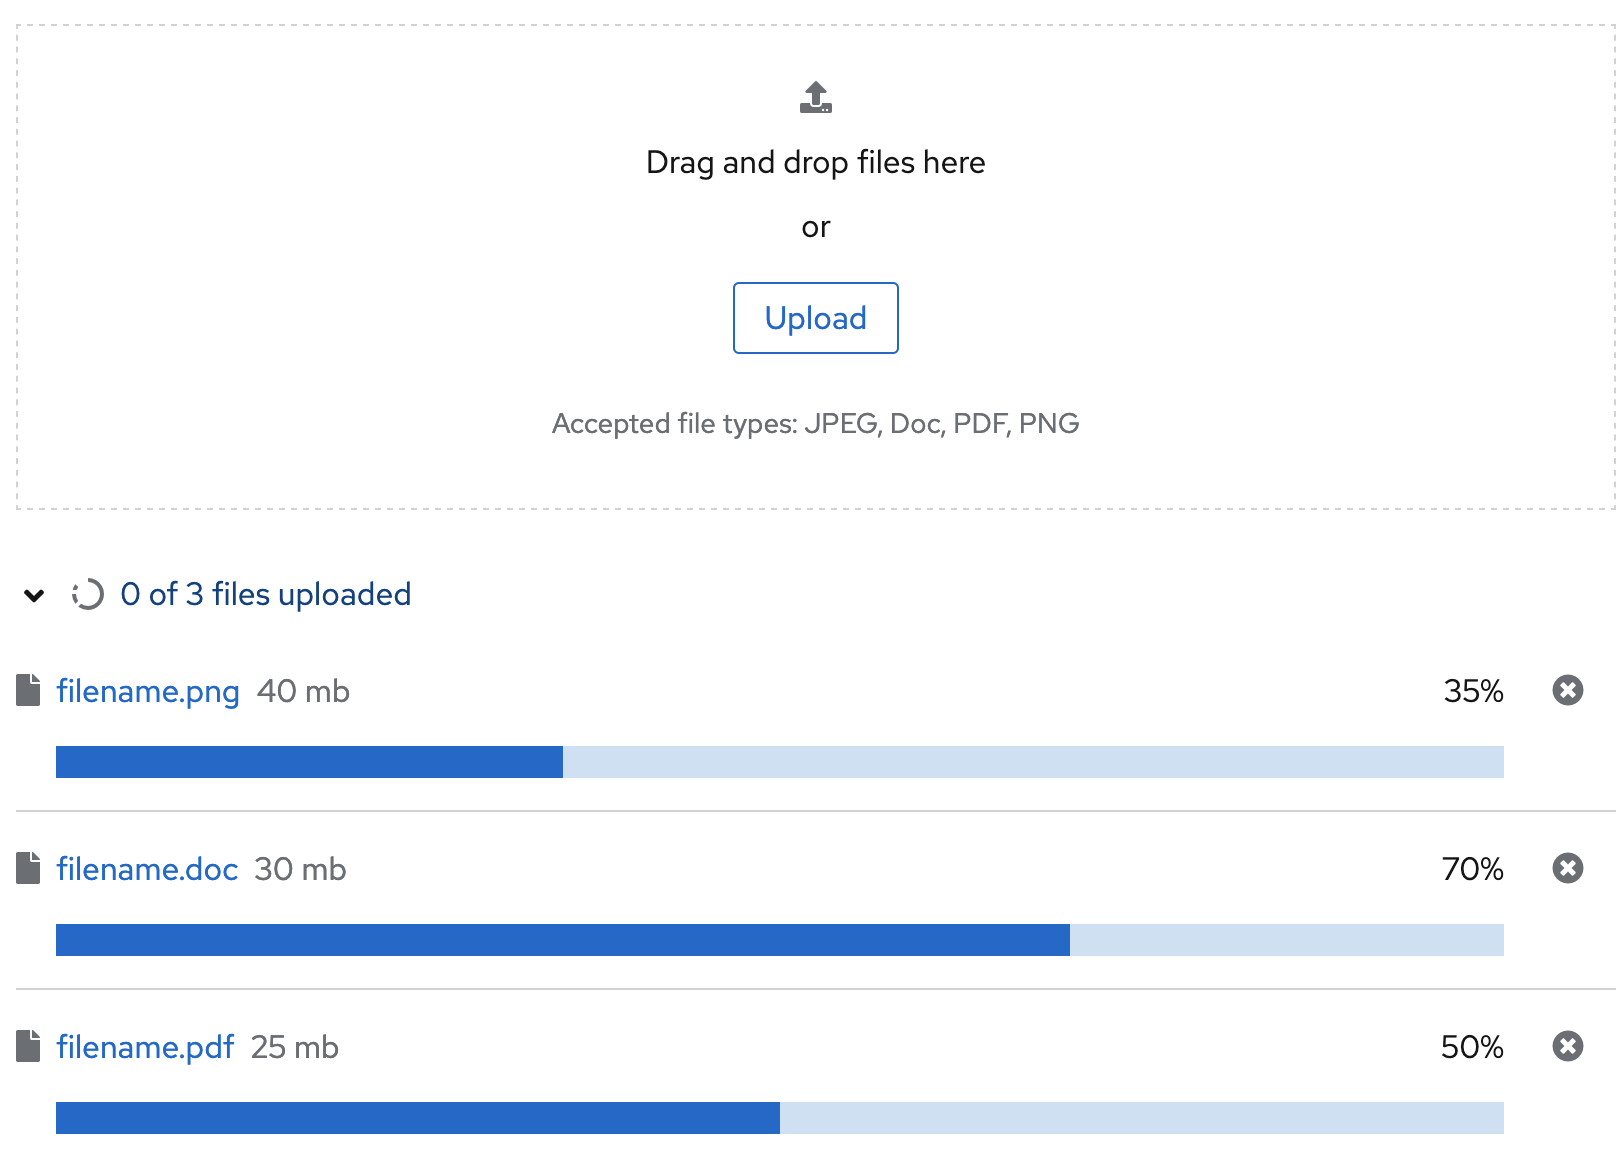 Drag and drop files here
or
Upload
Accepted file types: JPEG, Doc, PDF, PNG
0 of 3 files uploaded
filename.png 40 mb 35%
filename.doc 30 mb 70%
filename.pdf 25 mb 50%